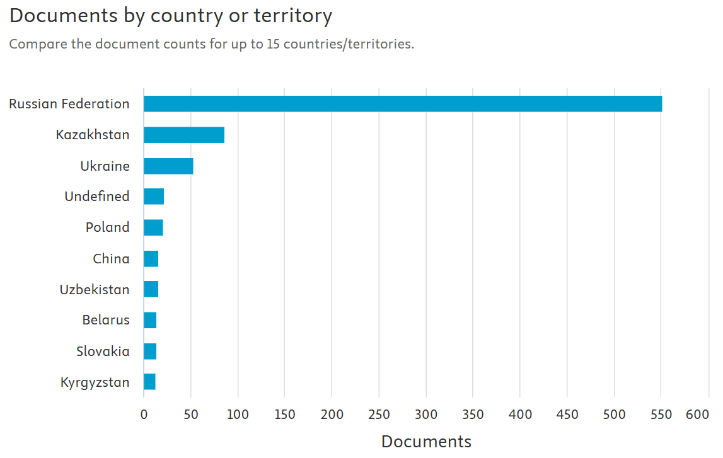 Documents by country or territory
Compare the document counts for up to 15 countries/territories.
Russian Federation
Kazakhstan
Ukraine
Undefined
Poland
China
Uzbekistan
Belarus
Slovakia
Kyrgyzstan
0 50 100 150 200 250 300 350 400 450 500 550 600
Documents